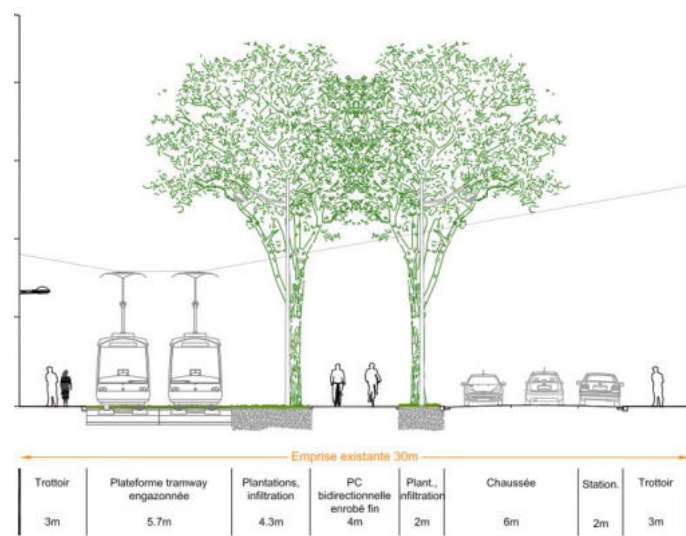 Emprise existante 30m
Trottoir
3m
Plateforme tramway
engazonnée
5.7m
Plantations,
infiltration
4.3m
PC
bidirectionnelle
enrobé fin
4m
Plant.,
nfiltration
2m
Chaussée
6m
Station.
2m
Trottoir
3m